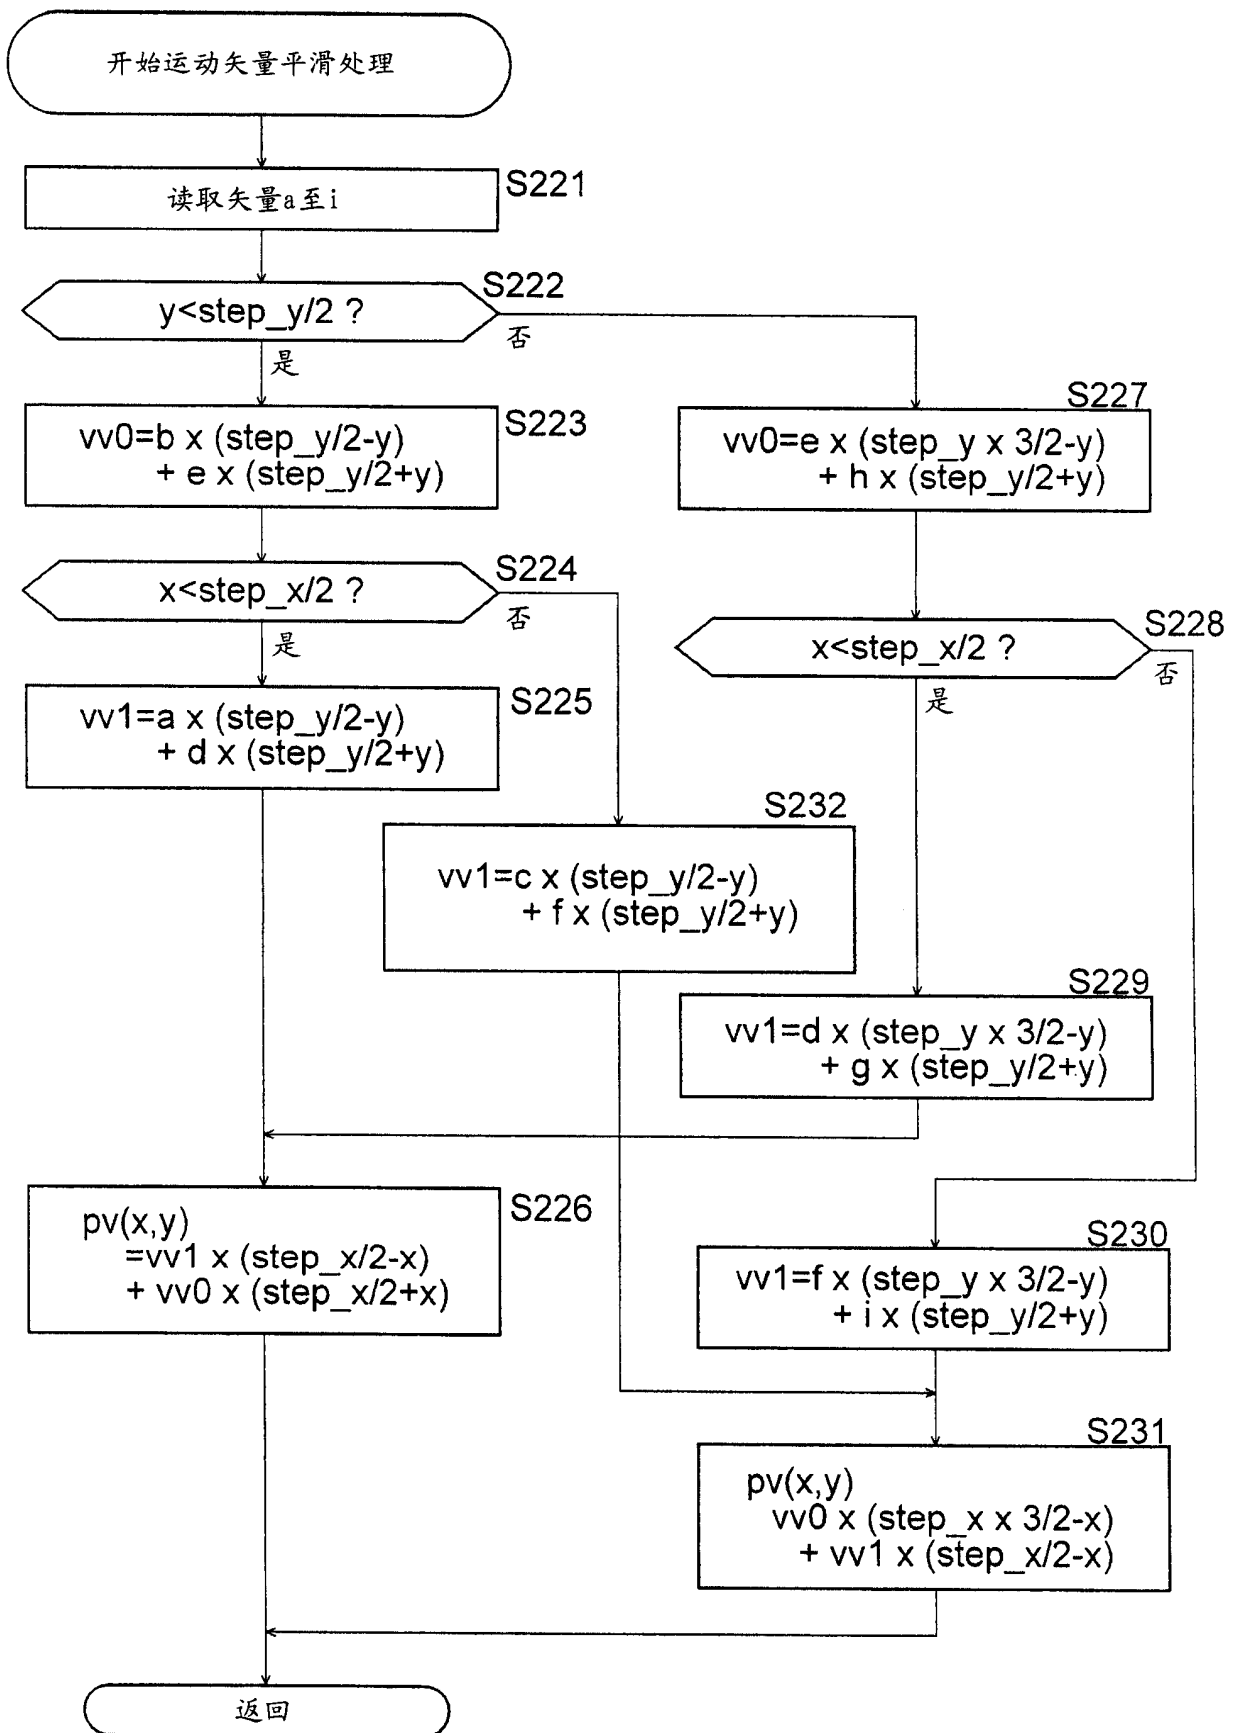 开始运动矢量平滑处理
读取矢量a至i
S221
y<step_y/2 ?
S222
否
是
vv0=b x (step_y/2-y)
+ e x (step_y/2+y)
S223
S227
vv0=e x (step_y x 3/2-y)
+ h x (step_y/2+y)
x<step_x/2 ?
S224
否
是
S228
x<step_x/2 ?
否
是
vv1=a x (step_y/2-y)
+ d x (step_y/2+y)
S225
S232
vv1=c x (step_y/2-y)
+ f x (step_y/2+y)
S229
vv1=d x (step_y x 3/2-y)
+ g x (step_y/2+y)
S226
pv(x,y)
=vv1 x (step_x/2-x)
+ vv0 x (step_x/2+x)
S230
vv1=f x (step_y x 3/2-y)
+ i x (step_y/2+y)
S231
pv(x,y)
vv0 x (step_x x 3/2-x)
+ vv1 x (step_x/2-x)
返回